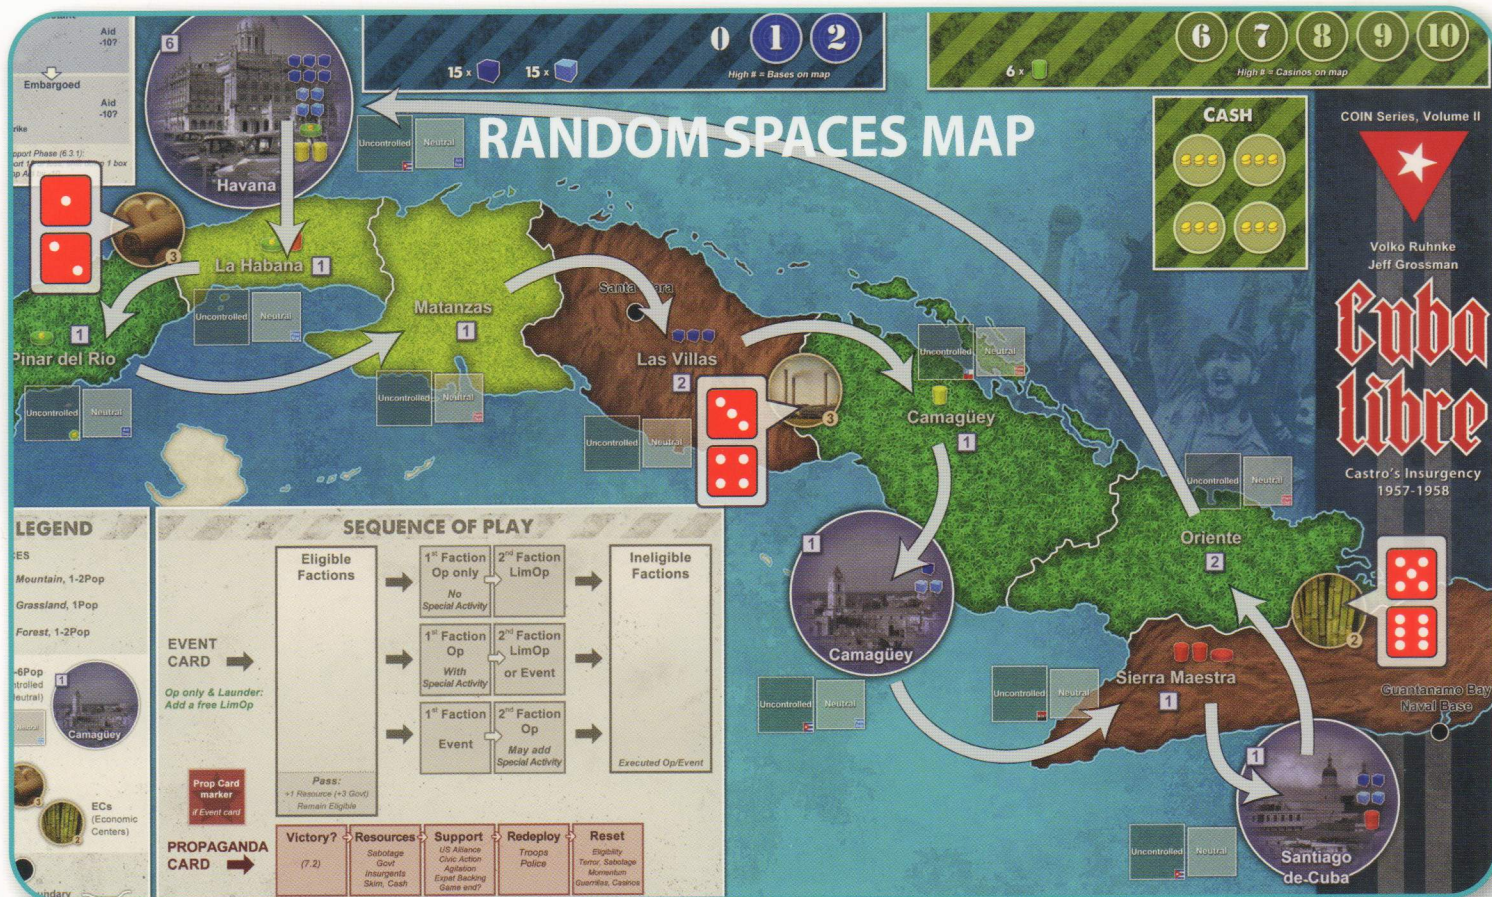 Aid
-10?
Embargoed
Aid
-10?
6
Havana
15 x
15 x
0 1 2
High # = Bases on map
6 x
6 7 8 9 10
High # = Casinos on map
RANDOM SPACES MAP
Uncontrolled
Neutral
CASH
COIN Series, Volume II
Volko Ruhnke
Jeff Grossman
Cuba
Libre
Castro's Insurgency
1957-1958
3
La Habana 1
Uncontrolled
Neutral
1
Pinar del Rio
Uncontrolled
Neutral
Matanzas
1
Uncontrolled
Neutral
Las Villas
2
Uncontrolled
Neutral
3
Uncontrolled
Neutral
Camagüey
1
1
Camagüey
Uncontrolled
Neutral
Uncontrolled
Neutral
Oriente
2
2
Uncontrolled
Neutral
Sierra Maestra
1
Guantanamo Bay
Naval Base
1
Santiago
de-Cuba
Uncontrolled
Neutral
LEGEND
Mountain, 1-2Pop
Grassland, 1Pop
Forest, 1-2Pop
-6Pop
1
Camagüey
3
2
ECs
(Economic
Centers)
SEQUENCE OF PLAY
EVENT
CARD
Op only & Launder:
Add a free LimOp
Eligible
Factions
Pass:
+1 Resource (+3 Govt)
Remain Eligible
1st Faction
Op only
No
Special Activity
2nd Faction
LimOp
1st Faction
Op
With
Special Activity
2nd Faction
LimOp
or Event
1st Faction
Event
2nd Faction
Op
May add
Special Activity
Ineligible
Factions
Executed Op/Event
Prop Card
marker
if Event card
PROPAGANDA
CARD
Victory?
(7.2)
Resources
Sabotage
Govt
Insurgents
Skim, Cash
Support
US Alliance
Civic Action
Agitation
Expat Backing
Game end?
Redeploy
Troops
Police
Reset
Eligibility
Terror, Sabotage
Momentum
Guerrillas, Casinos